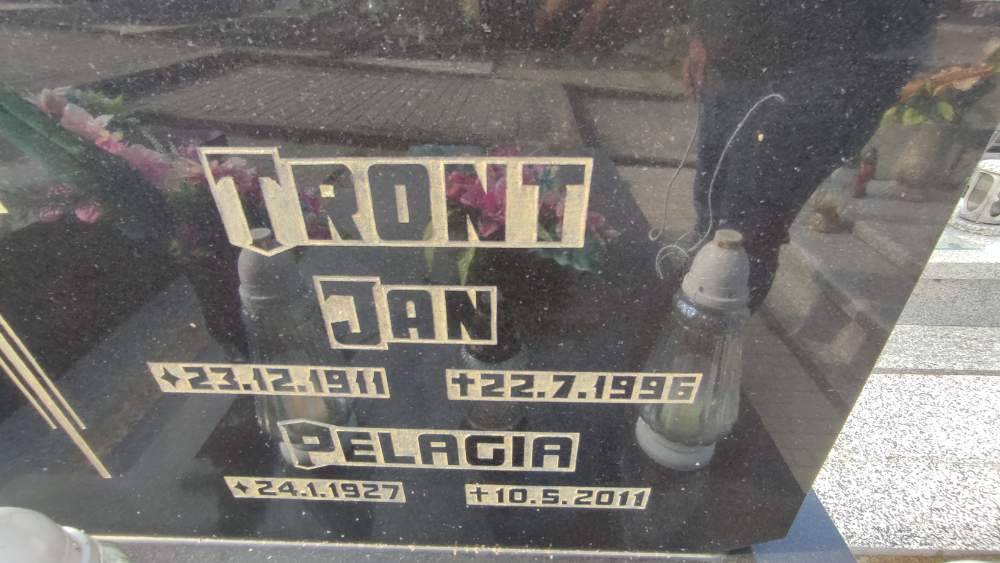 TRONT
JAN
✦23.12.1911 ✝22.7.1996
PELAGIA
✦24.1.1927 ✝10.5.2011